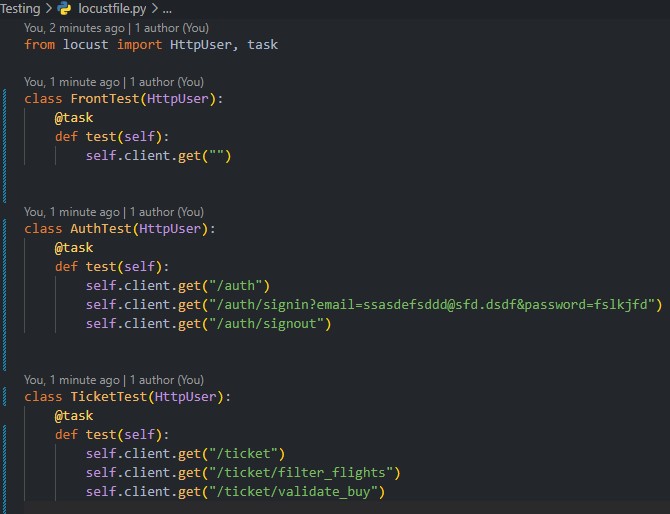 Testing > locustfile.py > ...
You, 2 minutes ago | 1 author (You)
from locust import HttpUser, task
You, 1 minute ago | 1 author (You)
class FrontTest(HttpUser):
    @task
    def test(self):
        self.client.get("")
You, 1 minute ago | 1 author (You)
class AuthTest(HttpUser):
    @task
    def test(self):
        self.client.get("/auth")
        self.client.get("/auth/signin?email=ssasdefsddd@sfd.dsdf&password=fslkjfd")
        self.client.get("/auth/signout")
You, 1 minute ago | 1 author (You)
class TicketTest(HttpUser):
    @task
    def test(self):
        self.client.get("/ticket")
        self.client.get("/ticket/filter_flights")
        self.client.get("/ticket/validate_buy")